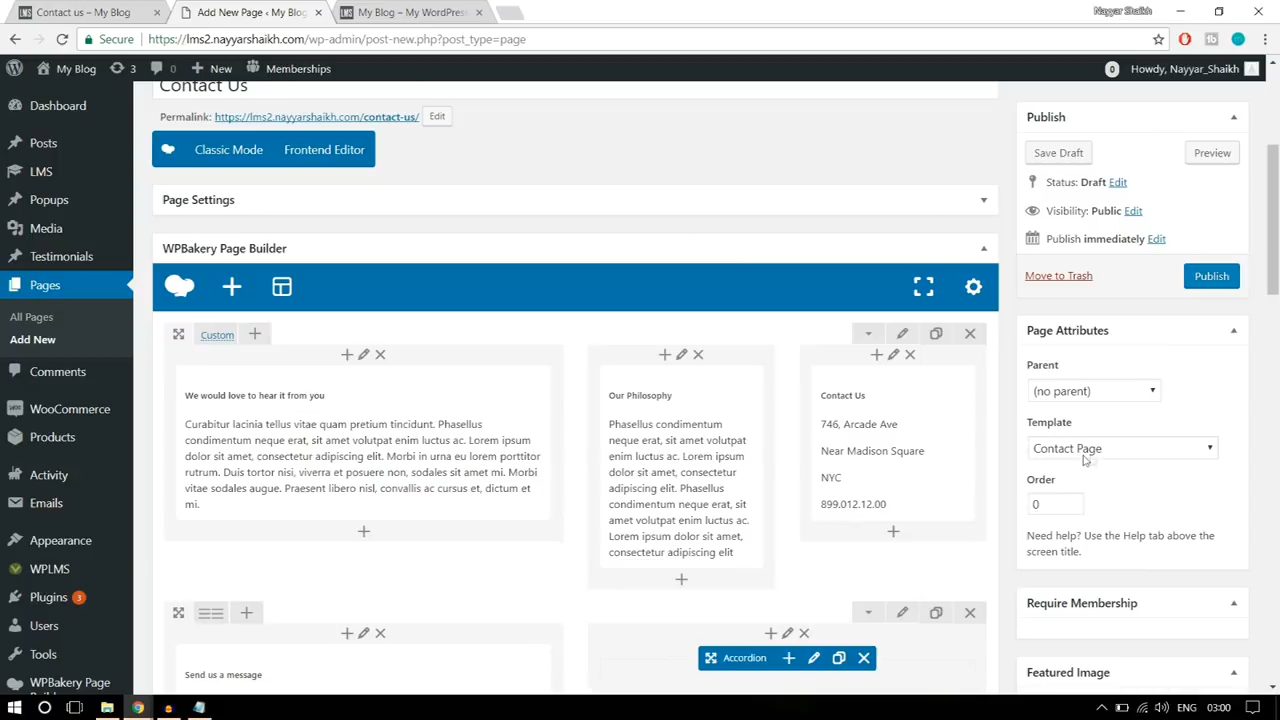 Contact us – My Blog
Add New Page ‹ My Blog
My Blog – My WordPress
Nayyar Shaikh
Secure
https://lms2.nayyarshaikh.com/wp-admin/post-new.php?post_type=page
My Blog
3
New
Memberships
0
Howdy, Nayyar_Shaikh
Dashboard
Posts
LMS
Popups
Media
Testimonials
Pages
All Pages
Add New
Comments
WooCommerce
Products
Activity
Emails
Appearance
WPLMS
Plugins 3
Users
Tools
WPBakery Page
Contact Us
Permalink: https://lms2.nayyarshaikh.com/contact-us/
Edit
Classic Mode
Frontend Editor
Page Settings
WPBakery Page Builder
Custom
We would love to hear it from you
Curabitur lacinia tellus vitae quam pretium tincidunt. Phasellus
condimentum neque erat, sit amet volutpat enim luctus ac. Lorem ipsum
dolor sit amet, consectetur adipiscing elit. Morbi in urna eu lorem porttitor
rutrum. Duis tortor nisi, viverra et posuere non, sodales sit amet mi. Morbi
vitae sodales augue. Praesent libero nisl, convallis ac cursus et, dictum et
mi.
Our Philosophy
Phasellus condimentum
neque erat, sit amet volutpat
enim luctus ac. Lorem ipsum
dolor sit amet, consectetur
adipiscing elit. Phasellus
condimentum neque erat, sit
amet volutpat enim luctus ac.
Lorem ipsum dolor sit amet,
consectetur adipiscing elit
Contact Us
746, Arcade Ave
Near Madison Square
NYC
899.012.12.00
Send us a message
Accordion
Publish
Save Draft
Preview
Status: Draft Edit
Visibility: Public Edit
Publish immediately Edit
Move to Trash
Publish
Page Attributes
Parent
(no parent)
Template
Contact Page
Order
0
Need help? Use the Help tab above the
screen title.
Require Membership
Featured Image
ENG
03:00